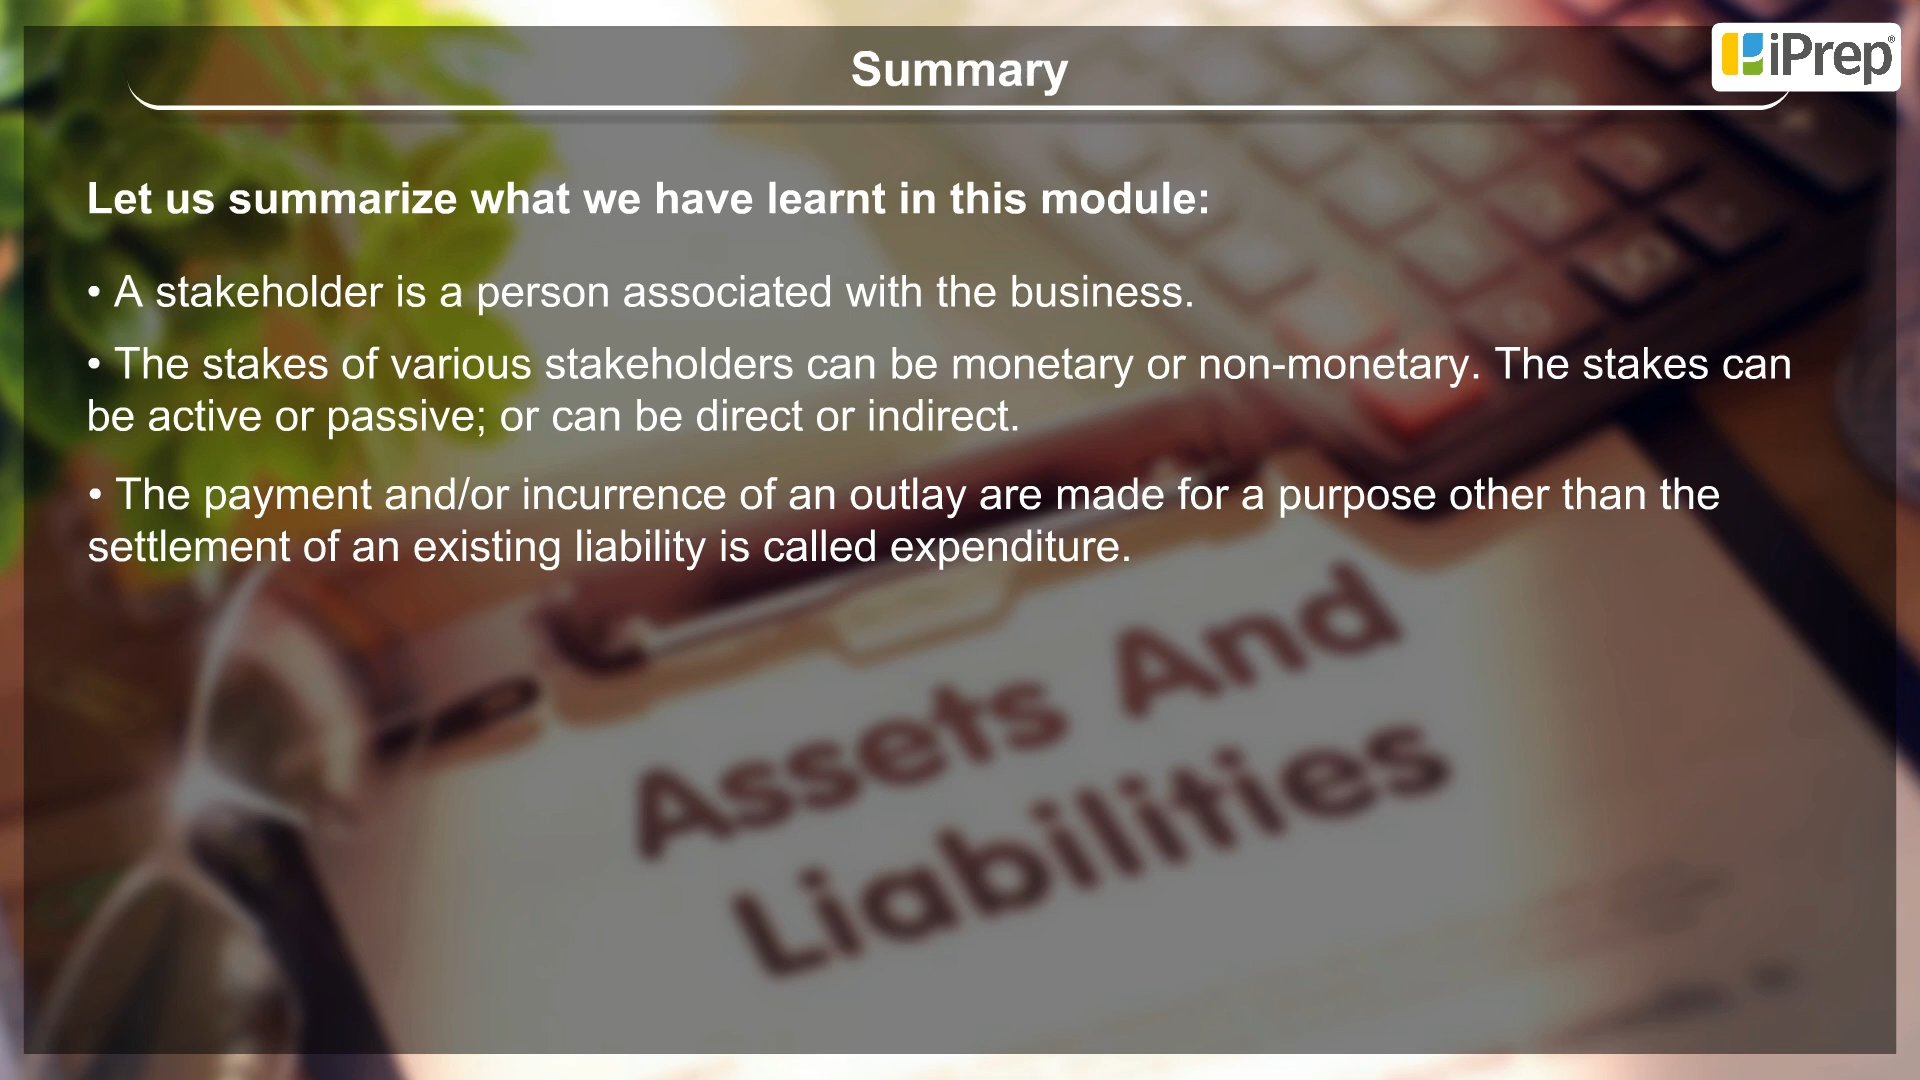 Summary
iPrep®
Let us summarize what we have learnt in this module:
• A stakeholder is a person associated with the business.
• The stakes of various stakeholders can be monetary or non-monetary. The stakes can
be active or passive; or can be direct or indirect.
• The payment and/or incurrence of an outlay are made for a purpose other than the
settlement of an existing liability is called expenditure.
Assets And
Liabilities